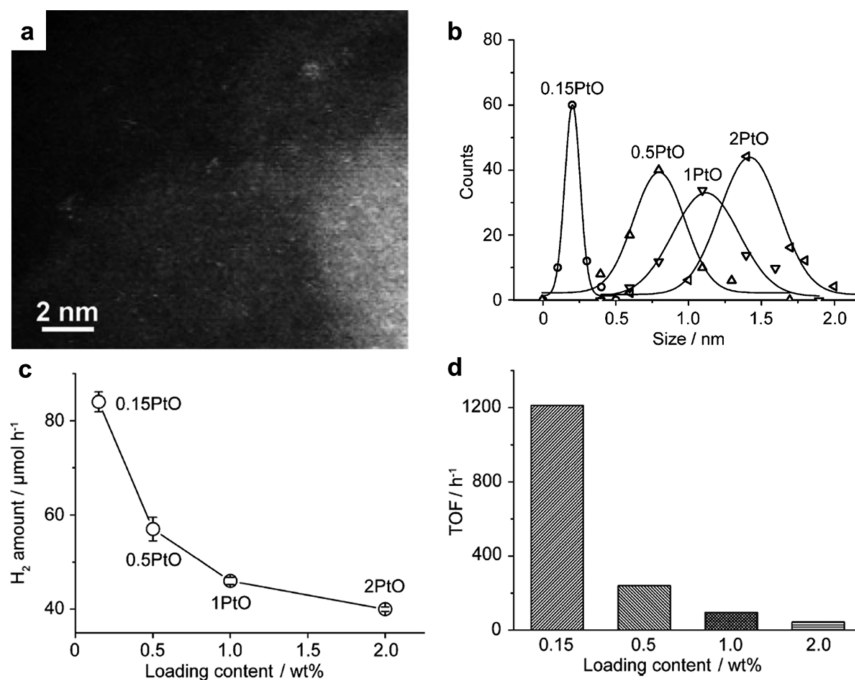 a
2 nm
b
80
60
40
20
0
Counts
0.15PtO
0.5PtO
1PtO
2PtO
0 0.5 1.0 1.5 2.0
Size / nm
c
80
60
40
H₂ amount / μmol h⁻¹
0.15PtO
0.5PtO
1PtO
2PtO
0 0.5 1.0 1.5 2.0
Loading content / wt%
d
1200
800
400
0
TOF / h⁻¹
0.15 0.5 1.0 2.0
Loading content / wt%